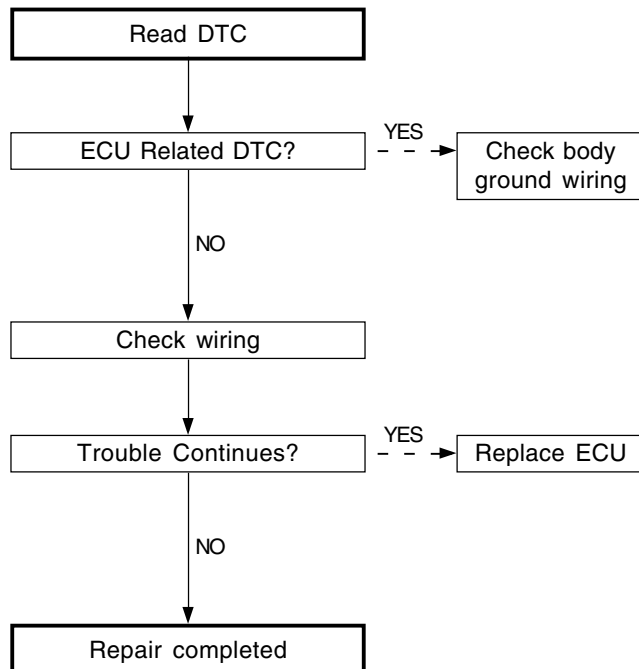 Read DTC
ECU Related DTC?
YES
Check body
ground wiring
NO
Check wiring
Trouble Continues?
YES
Replace ECU
NO
Repair completed